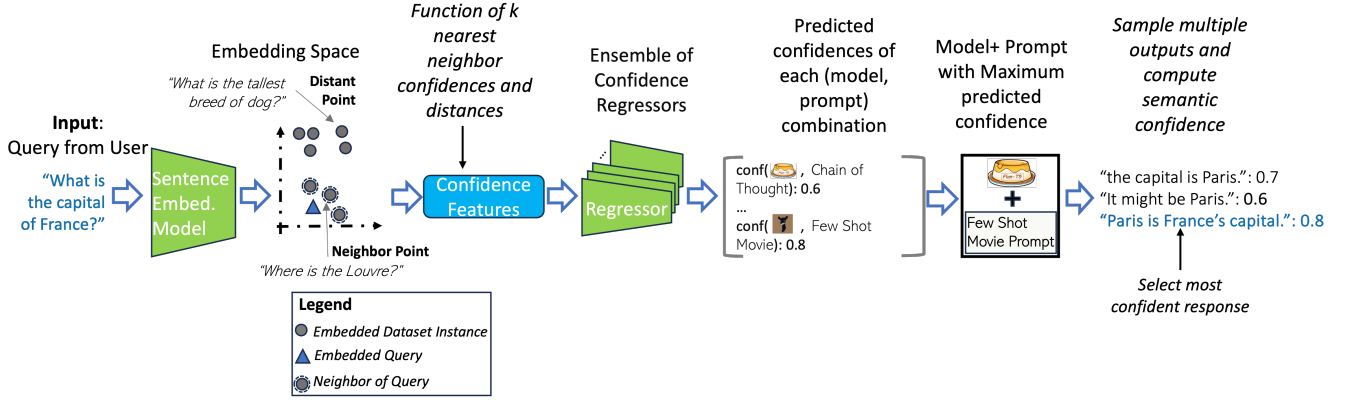 Input:
Query from User
“What is
the capital
of France?”
Sentence
Embed.
Model
Embedding Space
“What is the tallest
breed of dog?”
Distant
Point
Neighbor Point
“Where is the Louvre?”
Legend
Embedded Dataset Instance
Embedded Query
Neighbor of Query
Function of k
nearest
neighbor
confidences and
distances
Confidence
Features
Ensemble of
Confidence
Regressors
...
Regressor
Predicted
confidences of
each (model,
prompt)
combination
conf( , Chain of
Thought): 0.6
...
conf( , Few Shot
Movie): 0.8
Model+ Prompt
with Maximum
predicted
confidence
Flan-T5
+
Few Shot
Movie Prompt
Sample multiple
outputs and
compute
semantic
confidence
“the capital is Paris.”: 0.7
“It might be Paris.”: 0.6
“Paris is France’s capital.”: 0.8
Select most
confident response